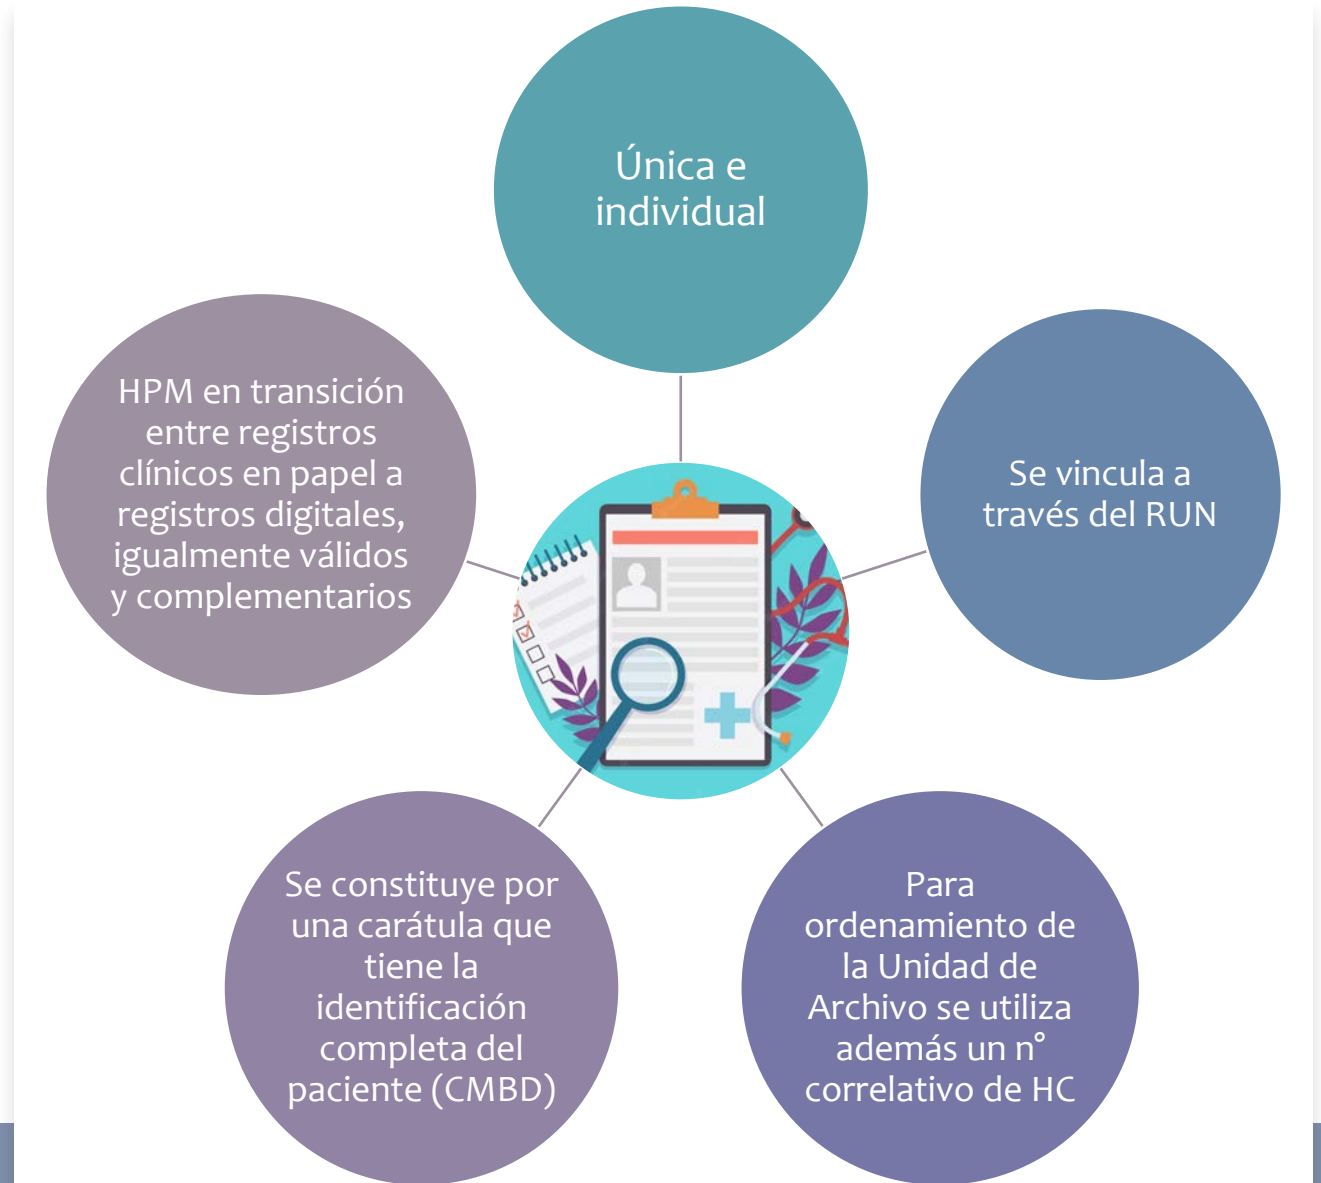 Única e
individual
Se vincula a
través del RUN
Para
ordenamiento de
la Unidad de
Archivo se utiliza
además un n°
correlativo de HC
Se constituye por
una carátula que
tiene la
identificación
completa del
paciente (CMBD)
HPM en transición
entre registros
clínicos en papel a
registros digitales,
igualmente válidos
y complementarios